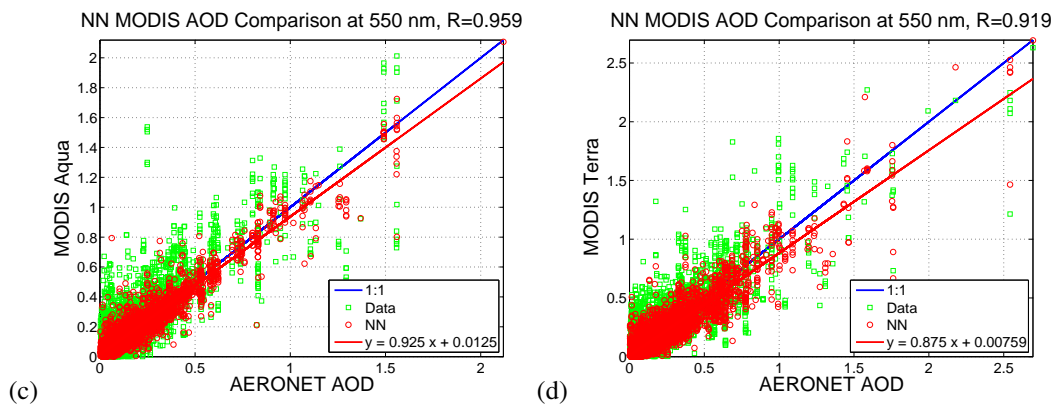 NN MODIS AOD Comparison at 550 nm, R=0.959
MODIS Aqua
2
1.8
1.6
1.4
1.2
1
0.8
0.6
0.4
0.2
0
0
0.5
1
1.5
2
AERONET AOD
1:1
Data
NN
y = 0.925 x + 0.0125
(c)
NN MODIS AOD Comparison at 550 nm, R=0.919
MODIS Terra
2.5
2
1.5
1
0.5
0
0
0.5
1
1.5
2
2.5
AERONET AOD
1:1
Data
NN
y = 0.875 x + 0.00759
(d)